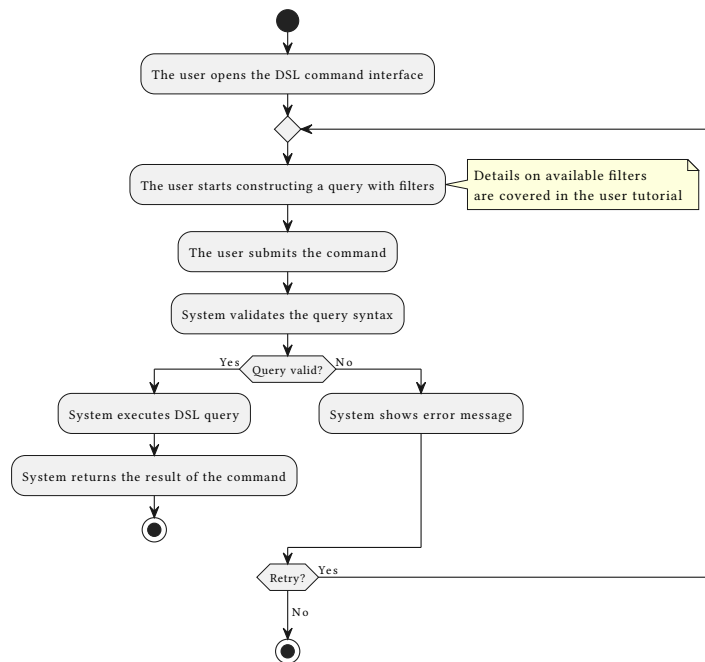 The user opens the DSL command interface
The user starts constructing a query with filters
Details on available filters
are covered in the user tutorial
The user submits the command
System validates the query syntax
Yes
Query valid?
No
System executes DSL query
System shows error message
System returns the result of the command
Retry?
Yes
No